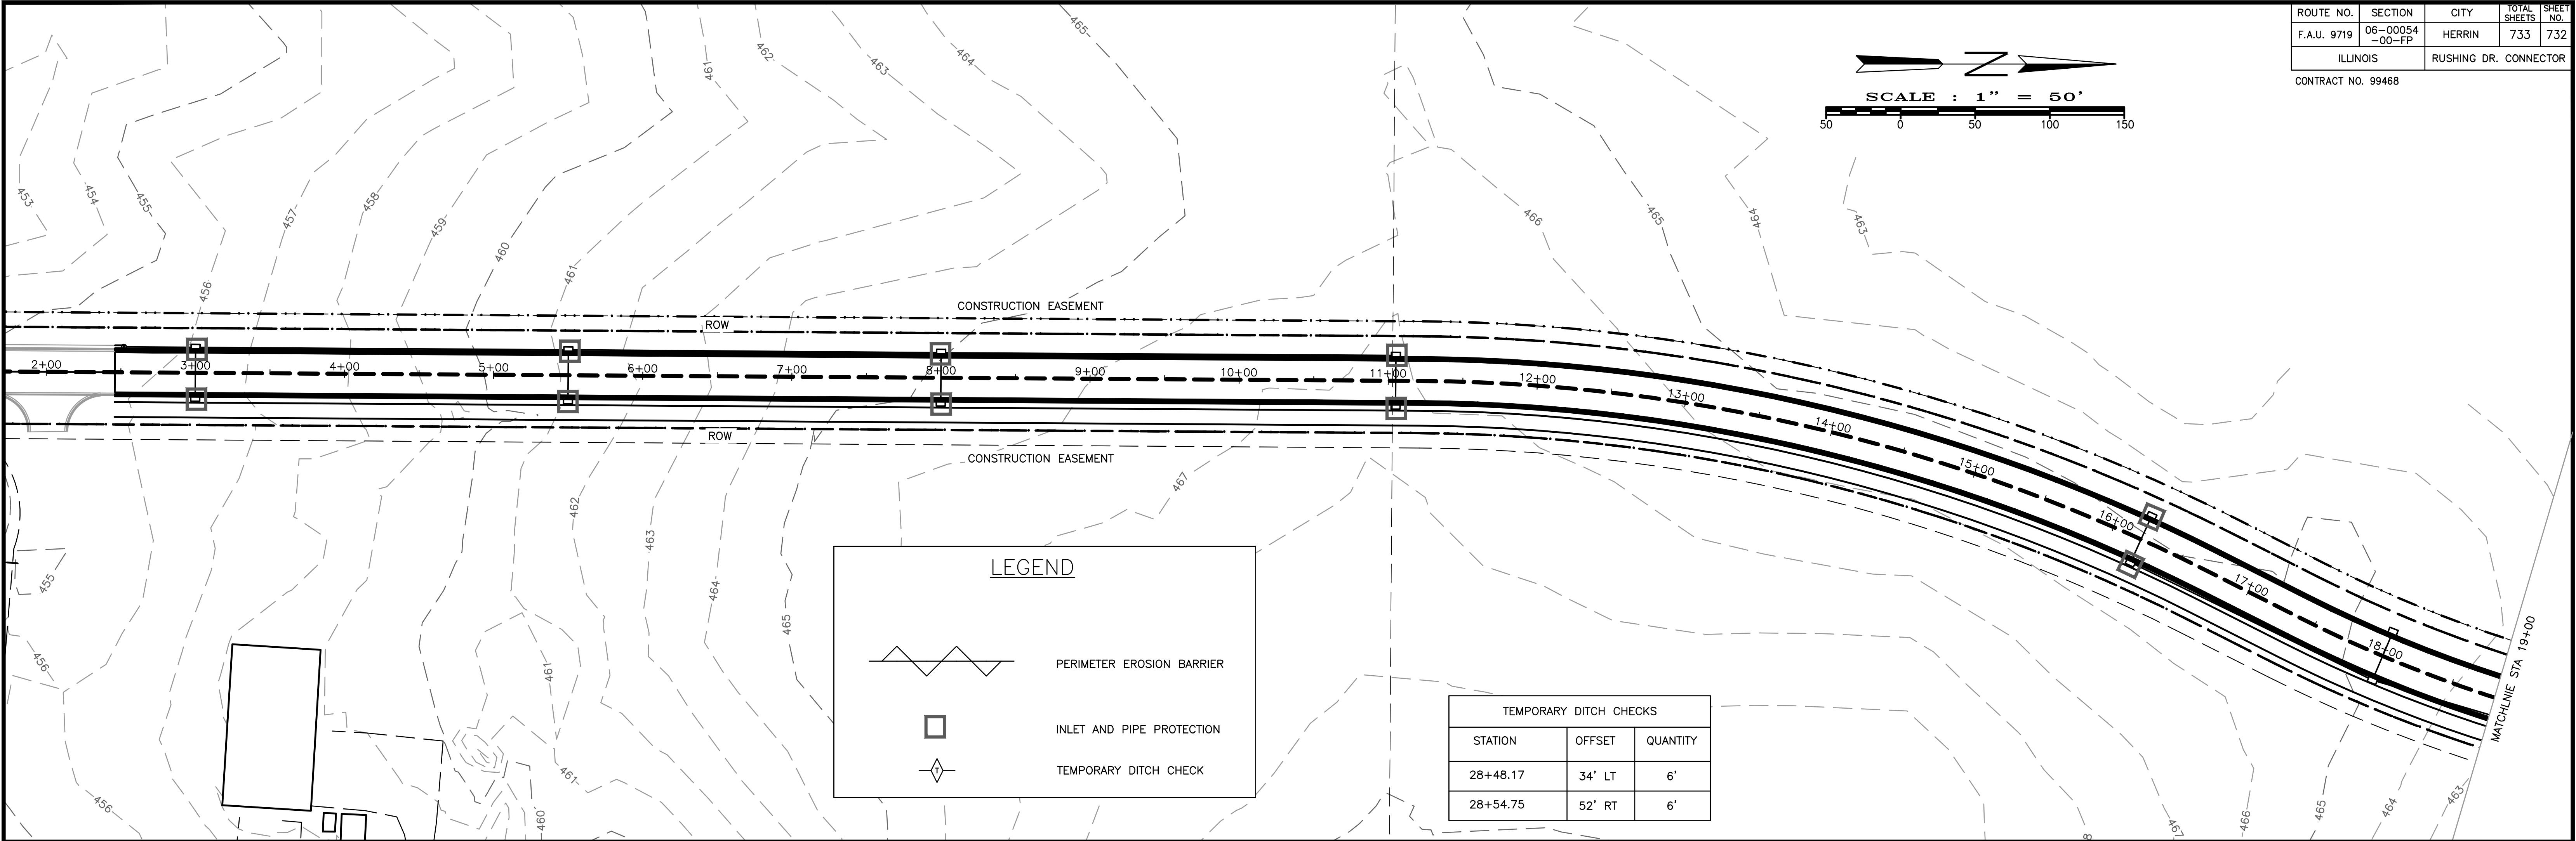 ROUTE NO. SECTION CITY TOTAL SHEETS SHEET NO.
F.A.U. 9719 06-00054 -00-FP HERRIN 733 732
ILLINOIS RUSHING DR. CONNECTOR
CONTRACT NO. 99468
N
SCALE : 1" = 50'
50 0 50 100 150
465
462
461
463
464
453
454
455
457
458
459
460
456
461
466
465
464
463
CONSTRUCTION EASEMENT
ROW
2+00 3+00 4+00 5+00 6+00 7+00 8+00 9+00 10+00 11+00 12+00 13+00 14+00 15+00 16+00 17+00 18+00
ROW
CONSTRUCTION EASEMENT
467
462
463
464
465
455
456
461
461
460
456
LEGEND
PERIMETER EROSION BARRIER
INLET AND PIPE PROTECTION
T TEMPORARY DITCH CHECK
TEMPORARY DITCH CHECKS
STATION OFFSET QUANTITY
28+48.17 34' LT 6'
28+54.75 52' RT 6'
MATCHLNIE STA 19+00
8
467
466
465
464
463